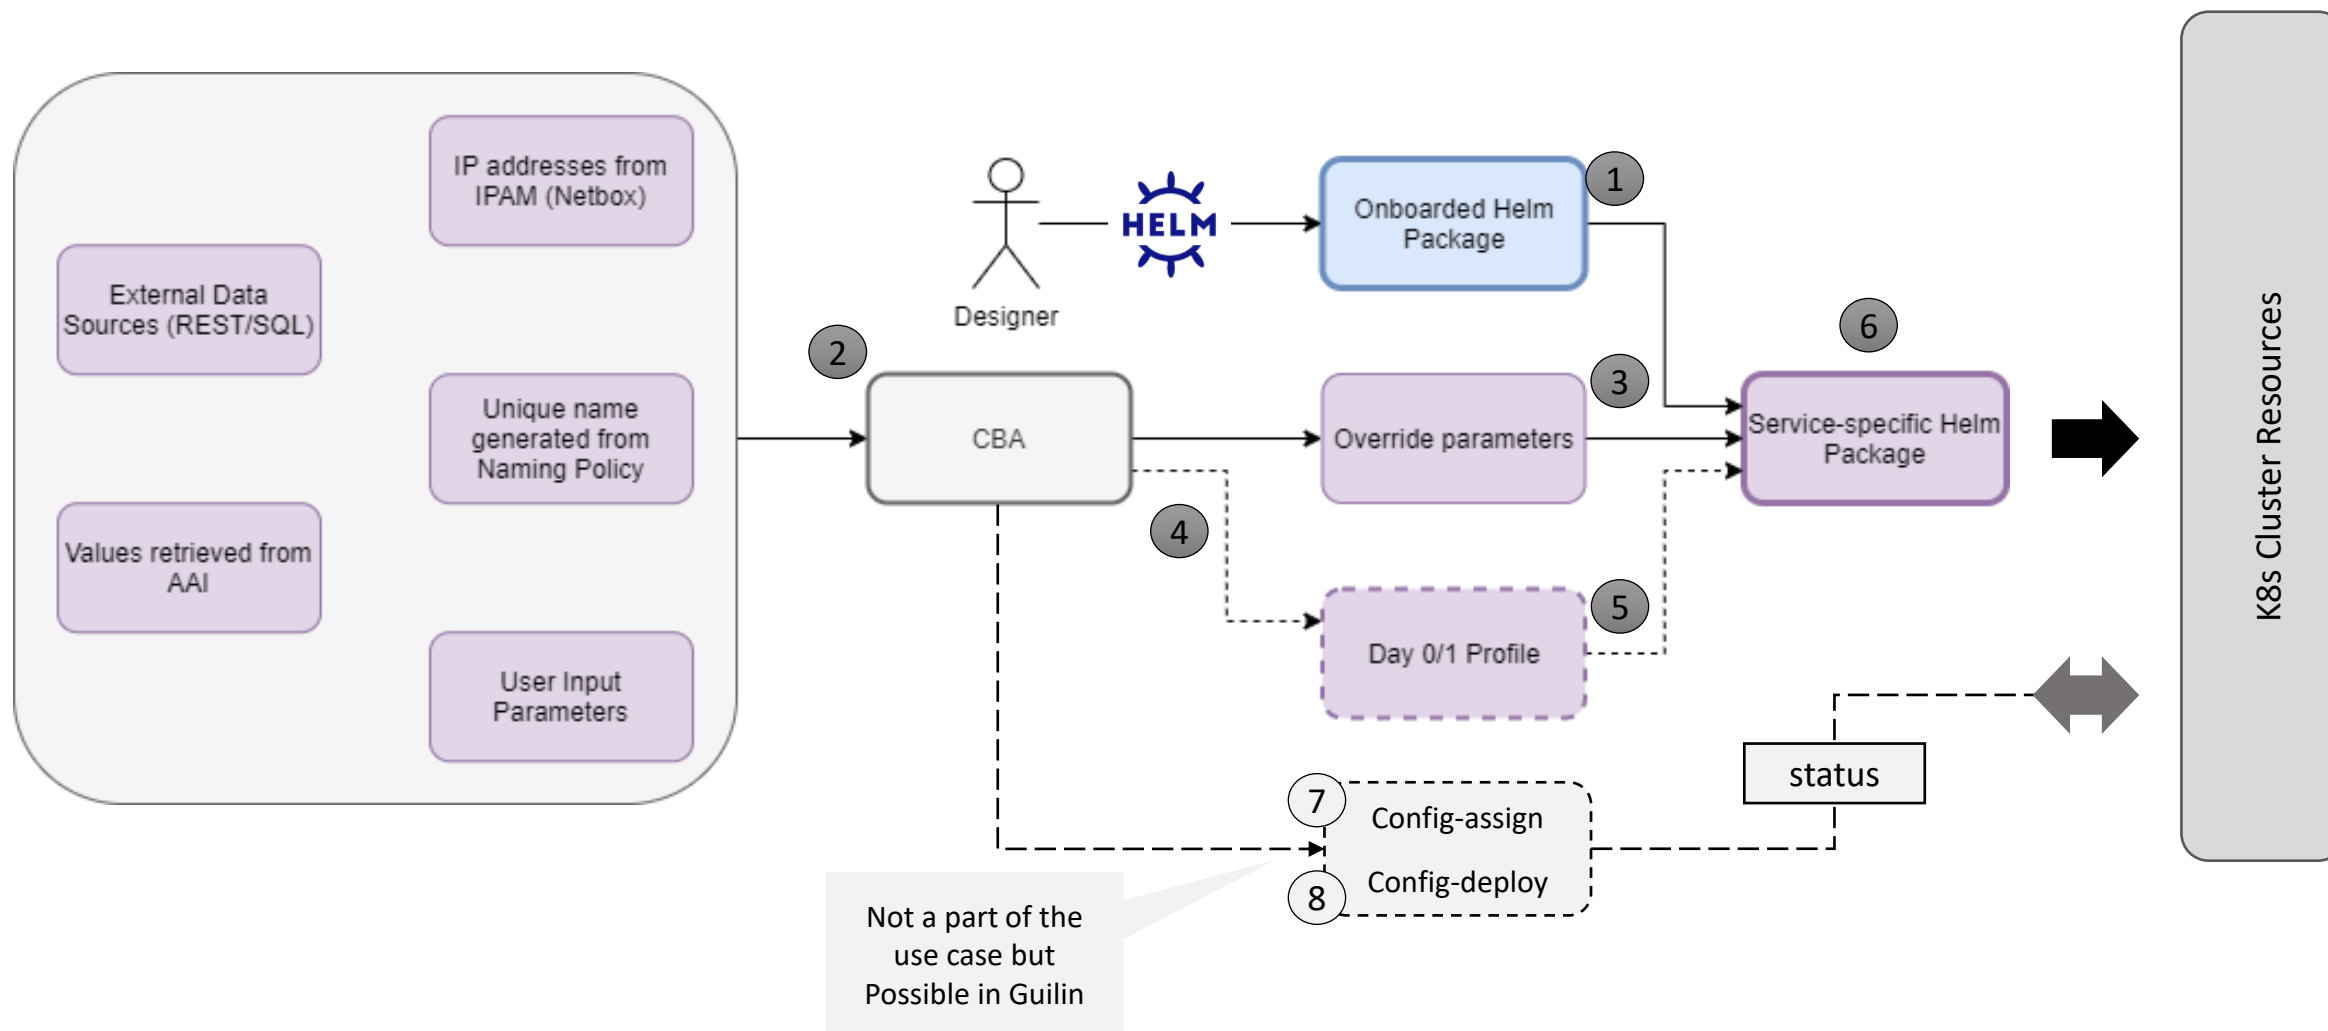 IP addresses from
IPAM (Netbox)
External Data
Sources (REST/SQL)
Unique name
generated from
Naming Policy
Values retrieved from
AAI
User Input
Parameters
Designer
HELM
Onboarded Helm
Package
1
2
CBA
Override parameters
3
4
Day 0/1 Profile
5
6
Service-specific Helm
Package
7
Config-assign
Config-deploy
8
status
Not a part of the
use case but
Possible in Guilin
K8s Cluster Resources